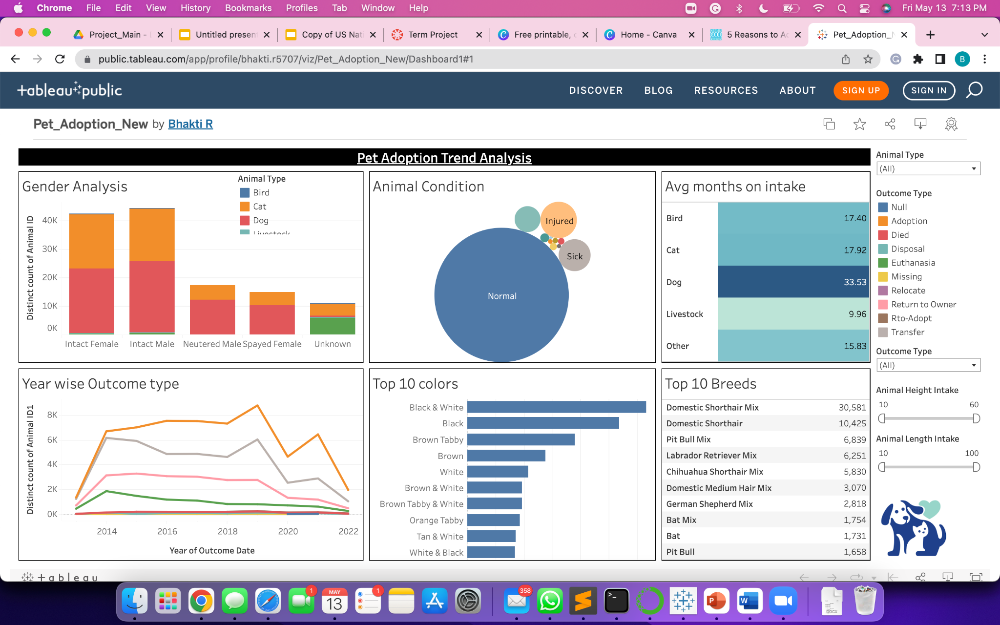 Chrome File Edit View History Bookmarks Profiles Tab Window Help Fri May 13 7:13 PM
Project_Main - Untitled presen Copy of US Nati Term Project Free printable, Home - Canva 5 Reasons to Ad Pet_Adoption_N
public.tableau.com/app/profile/bhakti.r5707/viz/Pet_Adoption_New/Dashboard1#1 B
tableau public DISCOVER BLOG RESOURCES ABOUT SIGN UP SIGN IN
Pet_Adoption_New by Bhakti R
Pet Adoption Trend Analysis
Gender Analysis
Animal Type
Bird
Cat
Dog
Livestock
Distinct count of Animal ID
40K
30K
20K
10K
0K
Intact Female Intact Male Neutered Male Spayed Female Unknown
Animal Condition
Injured
Sick
Normal
Avg months on intake
Bird 17.40
Cat 17.92
Dog 33.53
Livestock 9.96
Other 15.83
Animal Type
(All)
Outcome Type
Null
Adoption
Died
Disposal
Euthanasia
Missing
Relocate
Return to Owner
Rto-Adopt
Transfer
Outcome Type
(All)
Animal Height Intake
10 60
Animal Length Intake
10 100
Year wise Outcome type
Distinct count of Animal ID1
8K
6K
4K
2K
0K
2014 2016 2018 2020 2022
Year of Outcome Date
Top 10 colors
Black & White
Black
Brown Tabby
Brown
White
Brown & White
Brown Tabby & White
Orange Tabby
Tan & White
White & Black
Top 10 Breeds
Domestic Shorthair Mix 30,581
Domestic Shorthair 10,425
Pit Bull Mix 6,839
Labrador Retriever Mix 6,251
Chihuahua Shorthair Mix 5,830
Domestic Medium Hair Mix 3,070
German Shepherd Mix 2,818
Bat Mix 1,754
Bat 1,731
Pit Bull 1,658
tableau
1 MAY 13 1 358 >_ P W DOCX